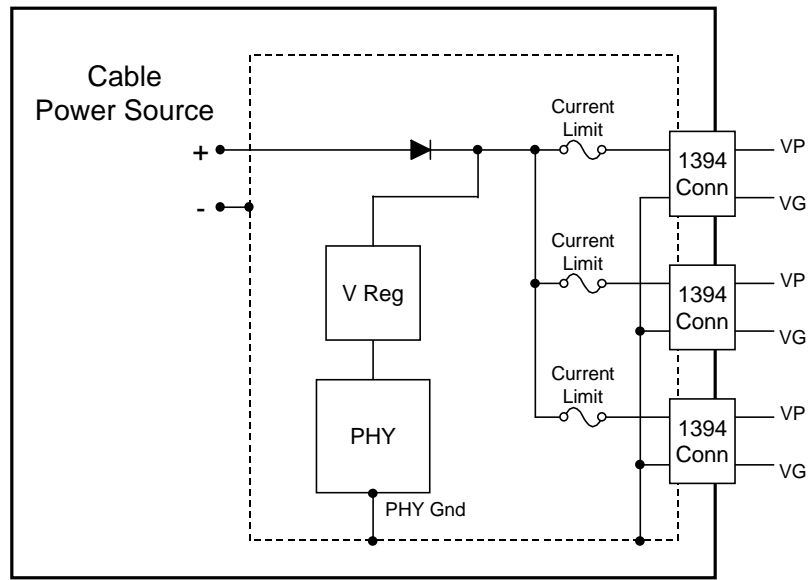 Cable
Power Source
+
-
Current
Limit
1394
Conn
VP
VG
V Reg
Current
Limit
1394
Conn
VP
VG
PHY
Current
Limit
1394
Conn
VP
VG
PHY Gnd